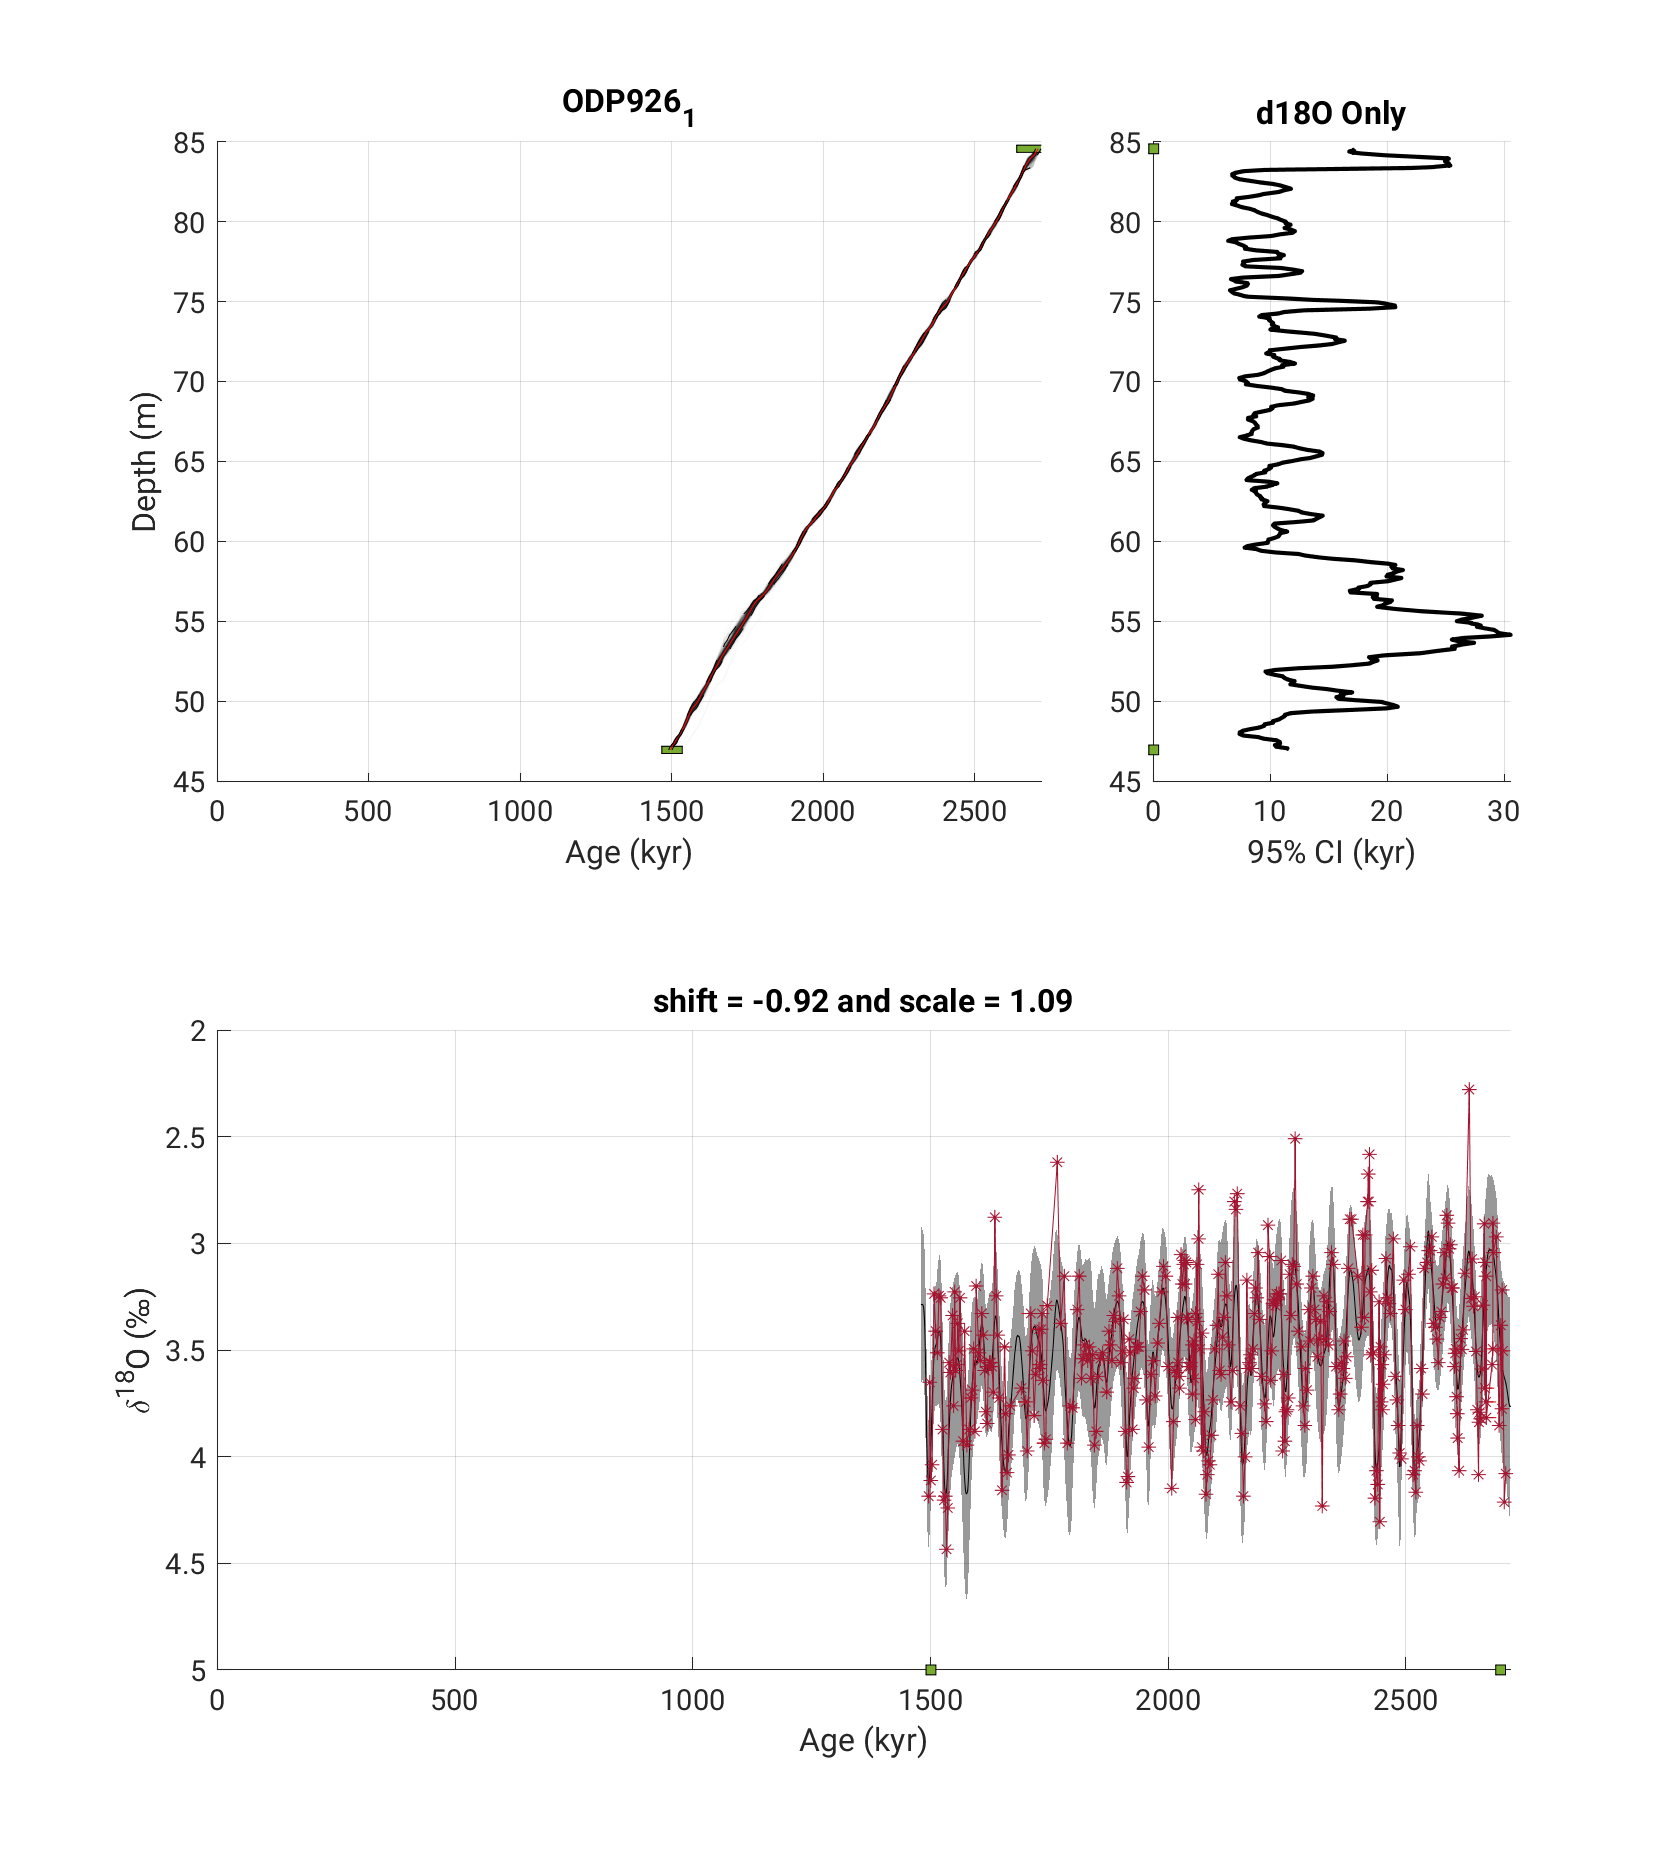 ODP926₁
85
80
75
70
65
60
55
50
45
Depth (m)
0 500 1000 1500 2000 2500
Age (kyr)
d18O Only
85
80
75
70
65
60
55
50
45
0 10 20 30
95% CI (kyr)
shift = -0.92 and scale = 1.09
2
2.5
3
3.5
4
4.5
5
δ¹⁸O (‰)
0 500 1000 1500 2000 2500
Age (kyr)